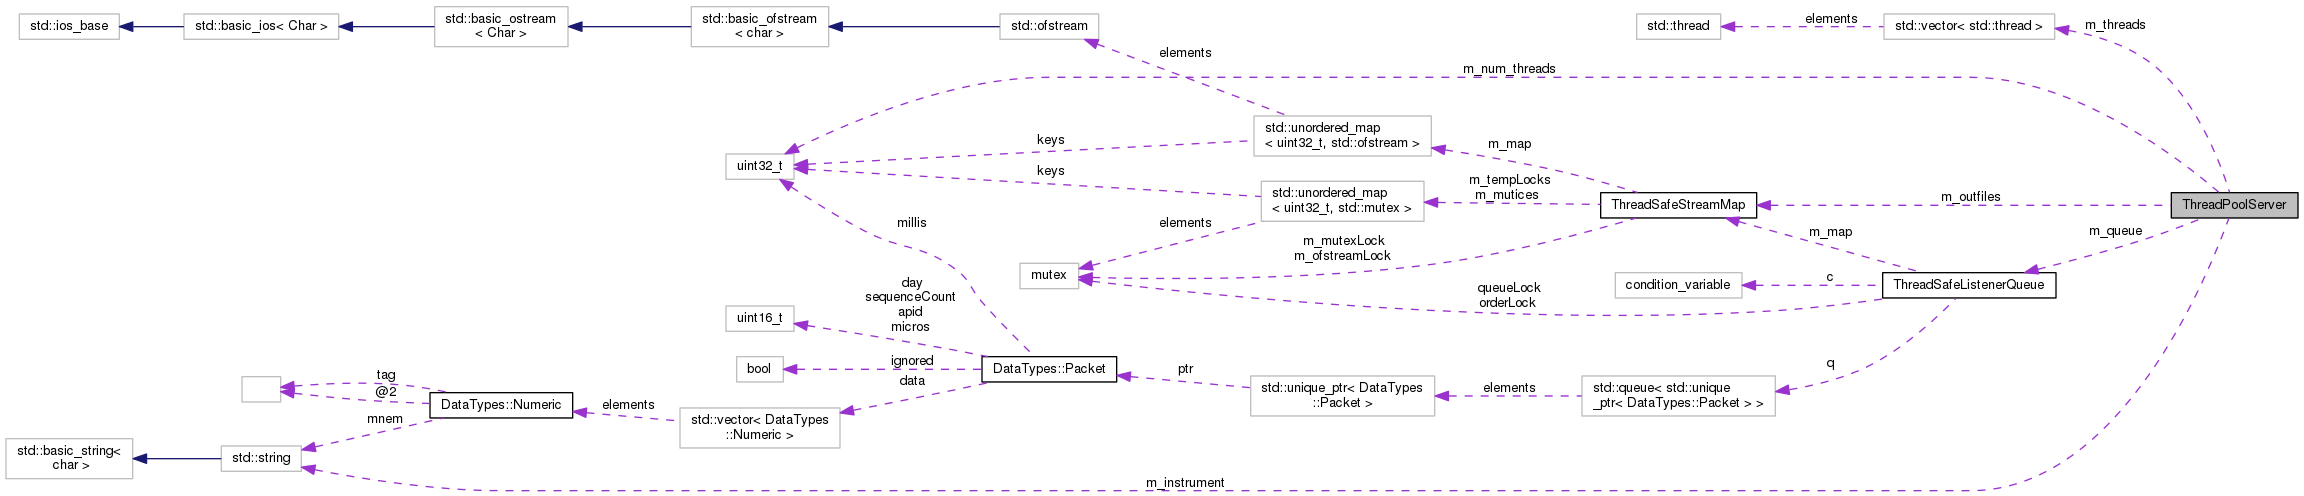 std::ios_base
std::basic_ios< Char >
std::basic_ostream
< Char >
std::basic_ofstream
< char >
std::ofstream
std::thread
elements
std::vector< std::thread >
m_threads
elements
m_num_threads
std::unordered_map
< uint32_t, std::ofstream >
keys
m_map
uint32_t
keys
std::unordered_map
< uint32_t, std::mutex >
m_tempLocks
m_mutices
ThreadSafeStreamMap
m_outfiles
ThreadPoolServer
millis
elements
m_mutexLock
m_ofstreamLock
m_map
m_queue
mutex
condition_variable
c
ThreadSafeListenerQueue
queueLock
orderLock
day
sequenceCount
apid
micros
uint16_t
bool
ignored
DataTypes::Packet
ptr
q
data
std::unique_ptr< DataTypes
::Packet >
elements
std::queue< std::unique
_ptr< DataTypes::Packet > >
tag
@2
DataTypes::Numeric
elements
std::vector< DataTypes
::Numeric >
mnem
std::basic_string<
char >
std::string
m_instrument